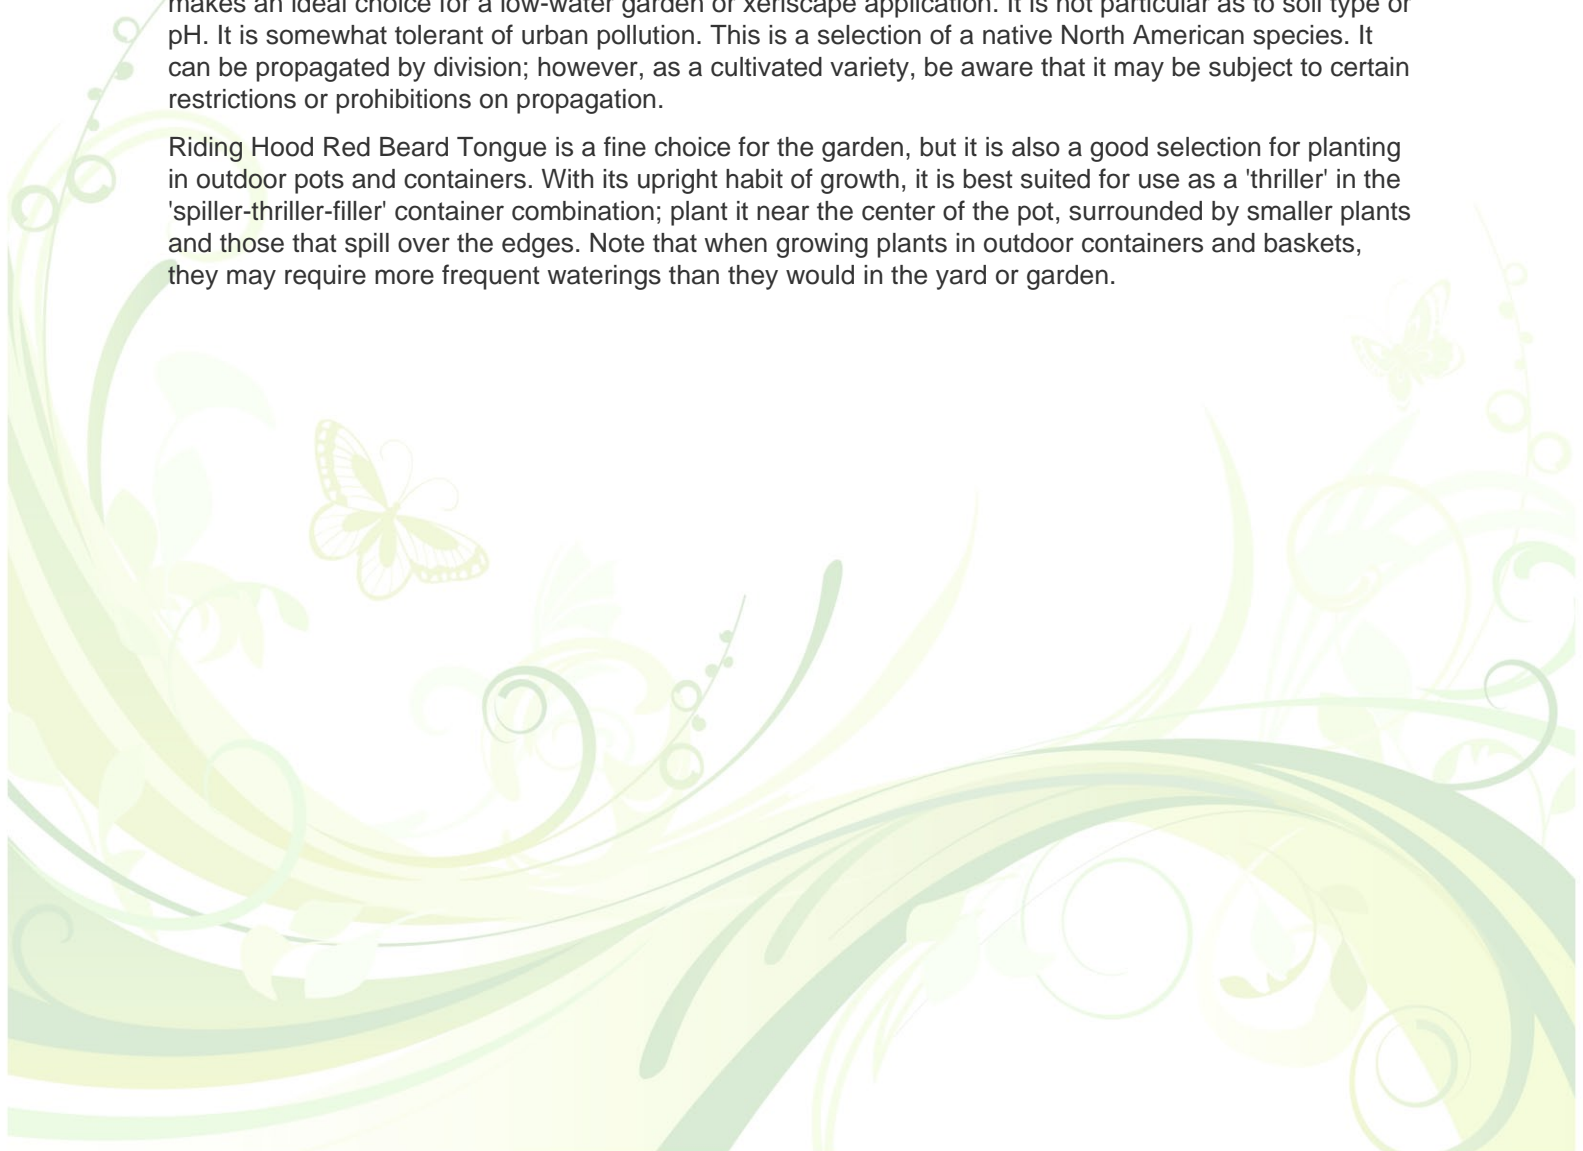 makes an ideal choice for a low-water garden or xeriscape application. It is not particular as to soil type or
pH. It is somewhat tolerant of urban pollution. This is a selection of a native North American species. It
can be propagated by division; however, as a cultivated variety, be aware that it may be subject to certain
restrictions or prohibitions on propagation.
Riding Hood Red Beard Tongue is a fine choice for the garden, but it is also a good selection for planting
in outdoor pots and containers. With its upright habit of growth, it is best suited for use as a 'thriller' in the
'spiller-thriller-filler' container combination; plant it near the center of the pot, surrounded by smaller plants
and those that spill over the edges. Note that when growing plants in outdoor containers and baskets,
they may require more frequent waterings than they would in the yard or garden.